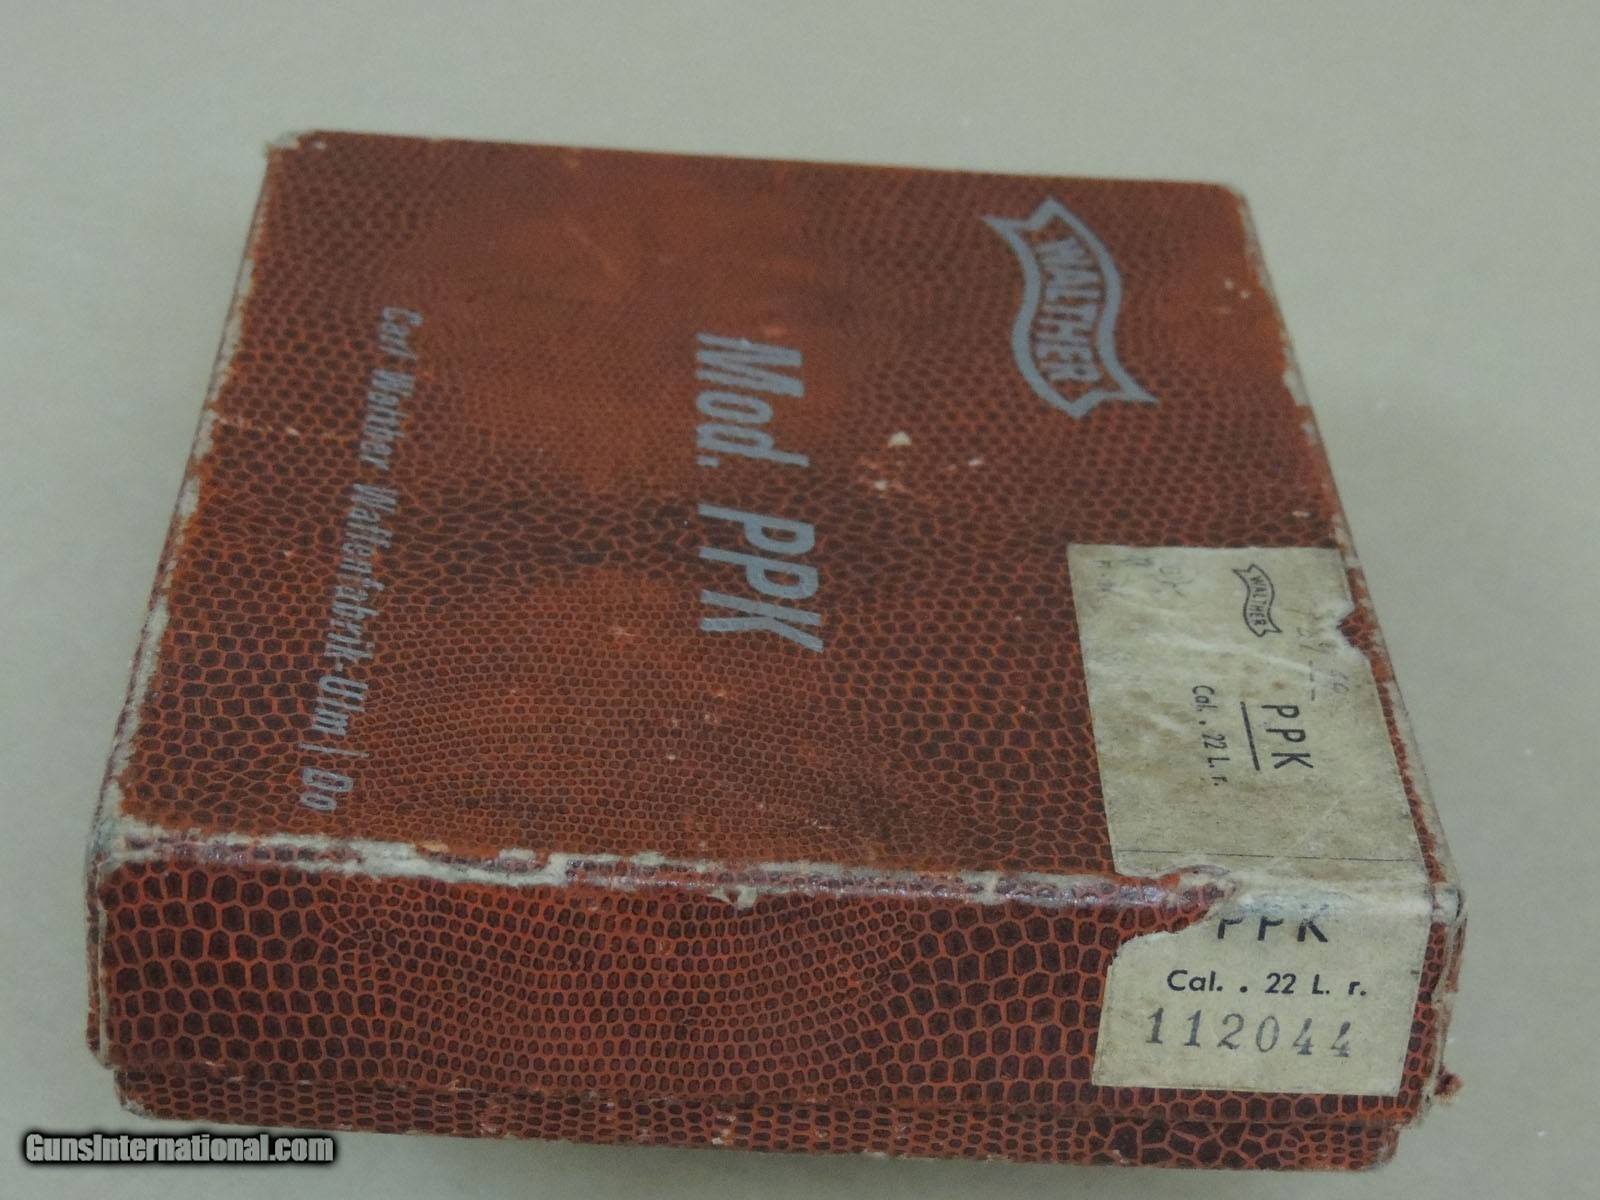 WALTHER
Mod. PPK
Carl Walther Waffenfabrik-Ulm/Do
WALTHER
PPK
Cal. .22 L. r.
PPK
Cal. .22 L. r.
112044
GunsInternational.com